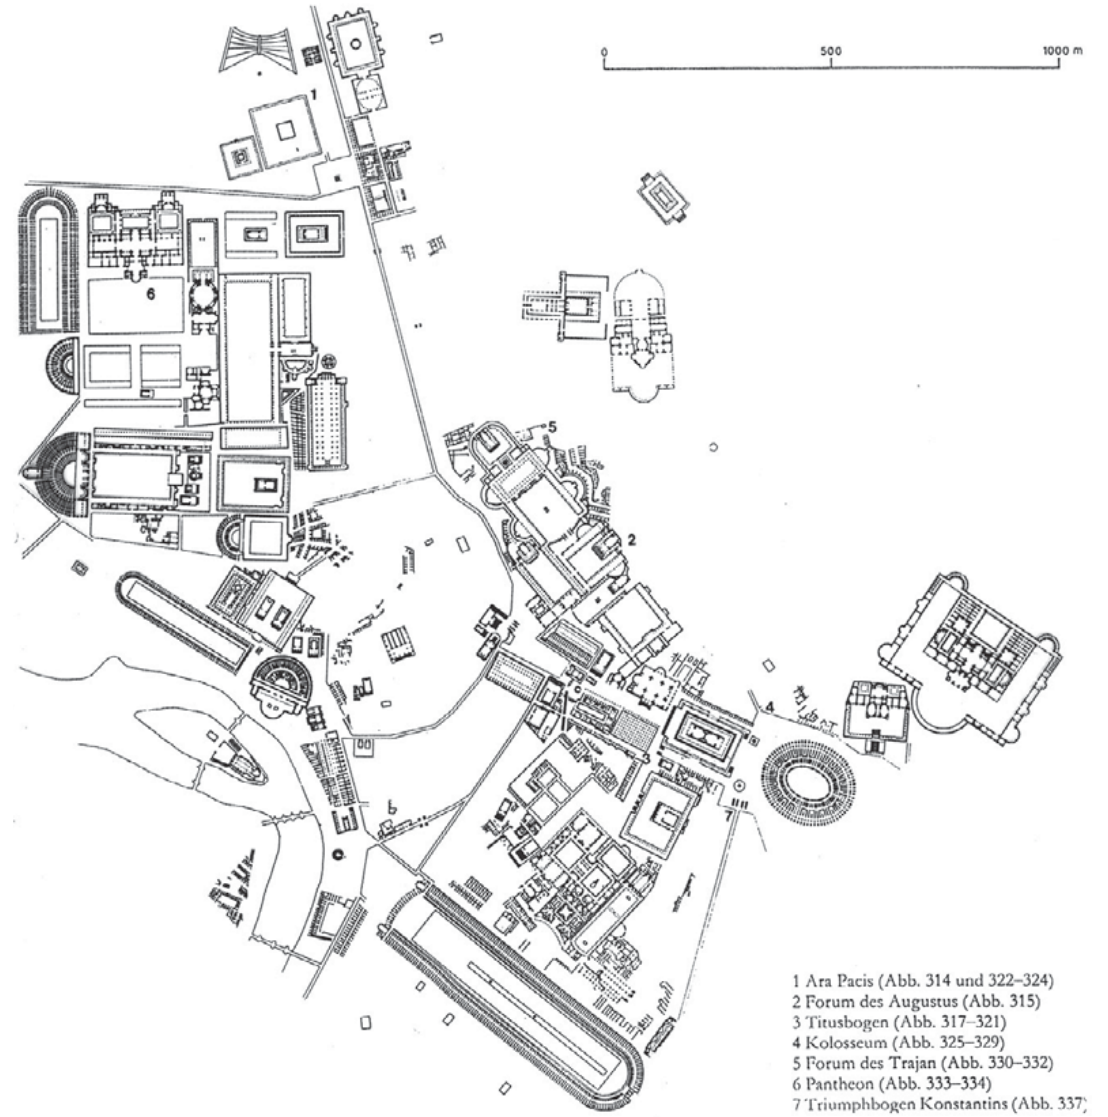 0 500 1000 m
1
6
5
2
4
7
1 Ara Pacis (Abb. 314 und 322–324)
2 Forum des Augustus (Abb. 315)
3 Titusbogen (Abb. 317–321)
4 Kolosseum (Abb. 325–329)
5 Forum des Trajan (Abb. 330–332)
6 Pantheon (Abb. 333–334)
7 Triumphbogen Konstantins (Abb. 337)